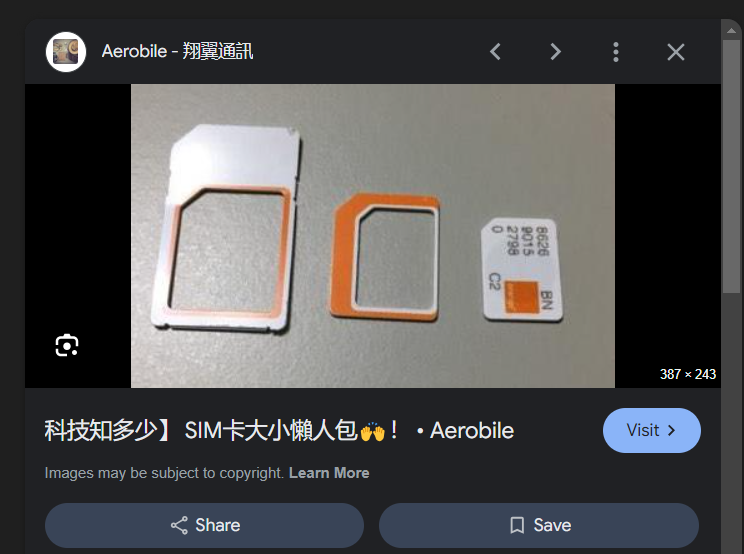 Aerobile - 翔翼通訊
8626
9015
2798
0
C2
BN
387 × 243
科技知多少】 SIM卡大小懶人包🙌！ • Aerobile
Visit
Images may be subject to copyright. Learn More
Share
Save